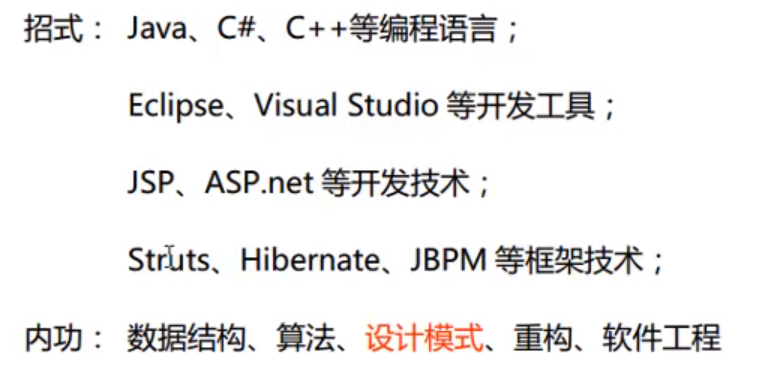 招式： Java、C#、C++等编程语言；
Eclipse、Visual Studio 等开发工具；
JSP、ASP.net 等开发技术；
Struts、Hibernate、JBPM 等框架技术；
内功： 数据结构、算法、设计模式、重构、软件工程